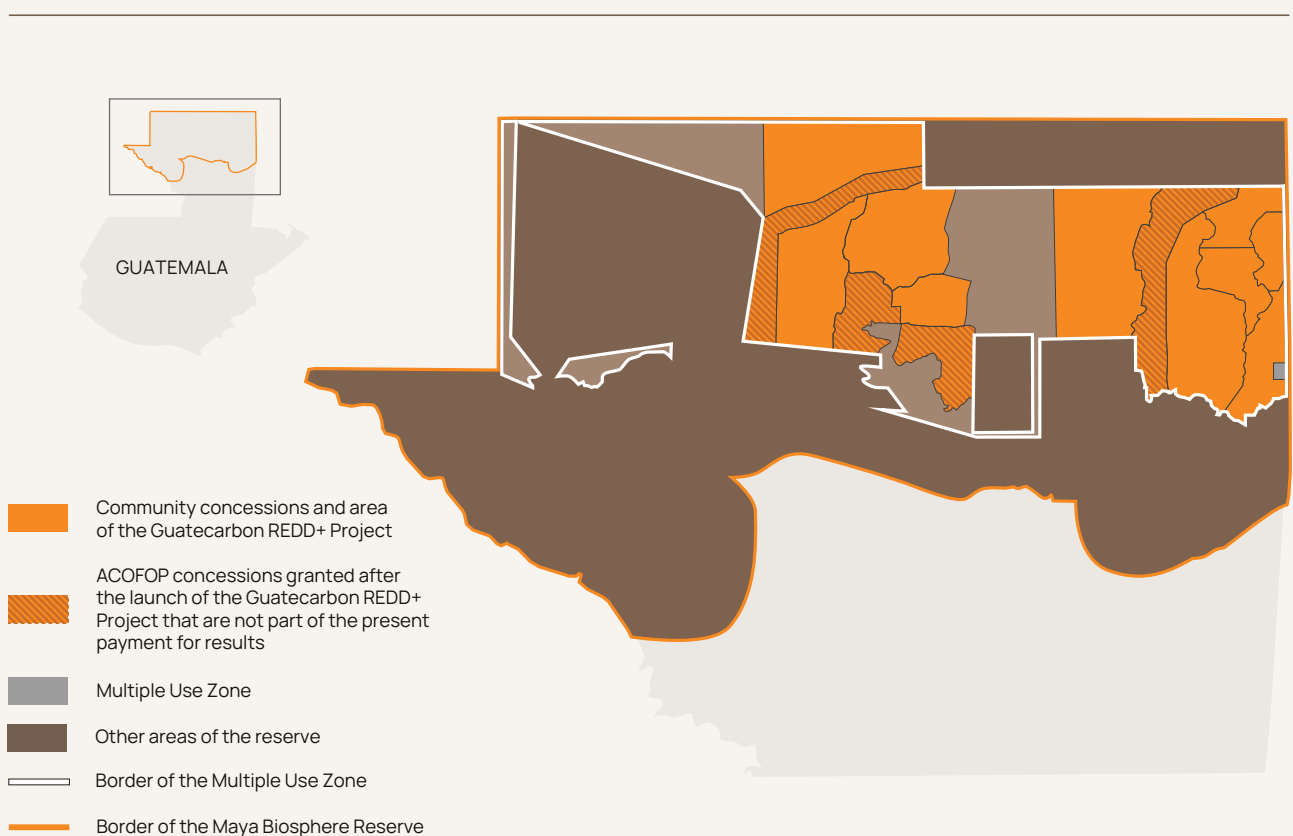 GUATEMALA
Community concessions and area
of the Guatecarbon REDD+ Project
ACOFOP concessions granted after
the launch of the Guatecarbon REDD+
Project that are not part of the present
payment for results
Multiple Use Zone
Other areas of the reserve
Border of the Multiple Use Zone
Border of the Maya Biosphere Reserve